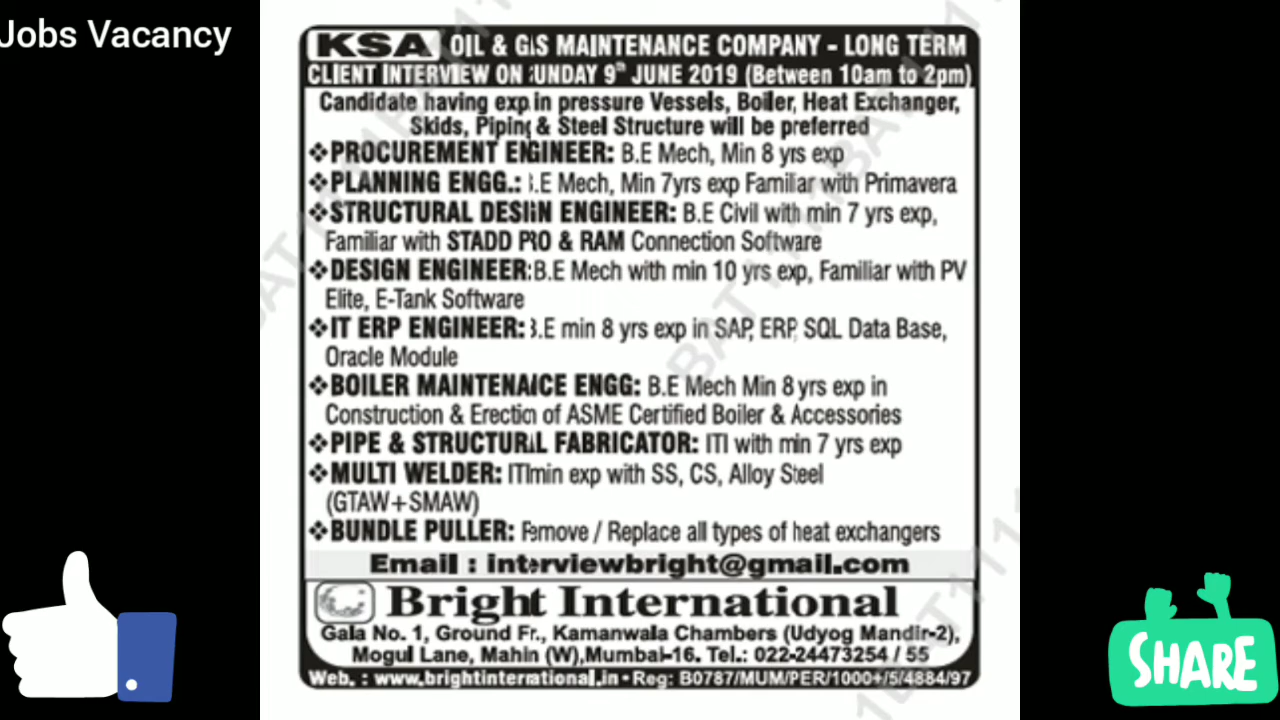 Jobs Vacancy
KSA OIL & GAS MAINTENANCE COMPANY - LONG TERM
CLIENT INTERVIEW ON SUNDAY 9th JUNE 2019 (Between 10am to 2pm)
Candidate having exp in pressure Vessels, Boiler, Heat Exchanger,
Skids, Piping & Steel Structure will be preferred
❖PROCUREMENT ENGINEER: B.E Mech, Min 8 yrs exp
❖PLANNING ENGG.: B.E Mech, Min 7yrs exp Familiar with Primavera
❖STRUCTURAL DESIGN ENGINEER: B.E Civil with min 7 yrs exp,
Familiar with STADD PRO & RAM Connection Software
❖DESIGN ENGINEER: B.E Mech with min 10 yrs exp, Familiar with PV
Elite, E-Tank Software
❖IT ERP ENGINEER: B.E min 8 yrs exp in SAP, ERP, SQL Data Base,
Oracle Module
❖BOILER MAINTENANCE ENGG: B.E Mech Min 8 yrs exp in
Construction & Erection of ASME Certified Boiler & Accessories
❖PIPE & STRUCTURAL FABRICATOR: ITI with min 7 yrs exp
❖MULTI WELDER: ITI min exp with SS, CS, Alloy Steel
(GTAW+SMAW)
❖BUNDLE PULLER: Remove / Replace all types of heat exchangers
Email : interviewbright@gmail.com
Bright International
Gala No. 1, Ground Fr., Kamanwala Chambers (Udyog Mandir-2),
Mogul Lane, Mahin (W),Mumbai-16. Tel.: 022-24473254 / 55
Web. : www.brightinternational.in • Reg: B0787/MUM/PER/1000+/5/4884/97
SHARE